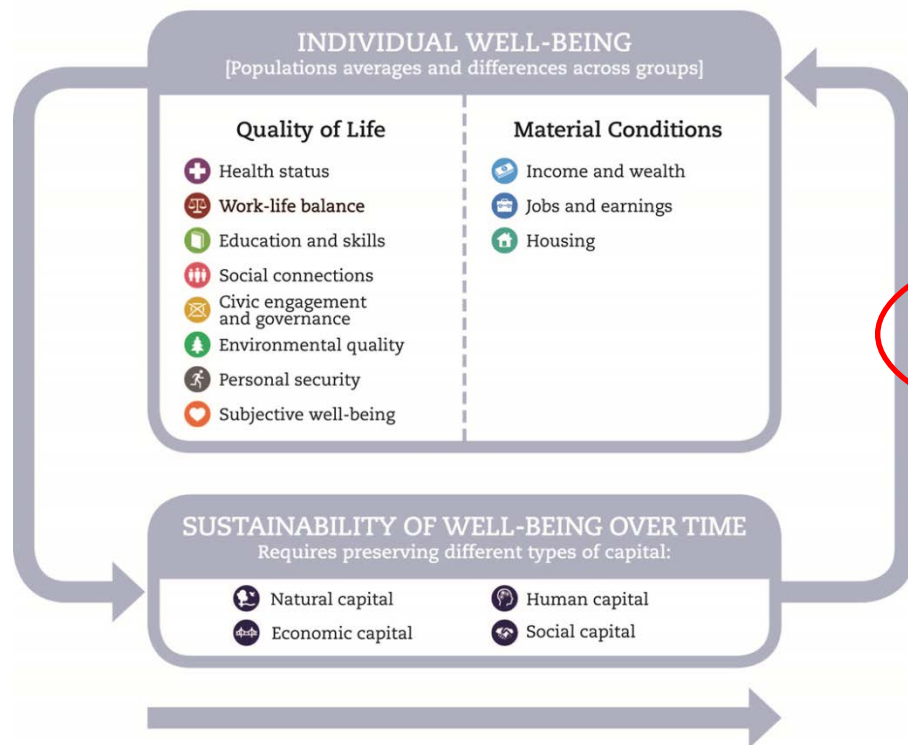 INDIVIDUAL WELL-BEING
[Populations averages and differences across groups]
Quality of Life
Health status
Work-life balance
Education and skills
Social connections
Civic engagement
and governance
Environmental quality
Personal security
Subjective well-being
Material Conditions
Income and wealth
Jobs and earnings
Housing
SUSTAINABILITY OF WELL-BEING OVER TIME
Requires preserving different types of capital:
Natural capital
Economic capital
Human capital
Social capital